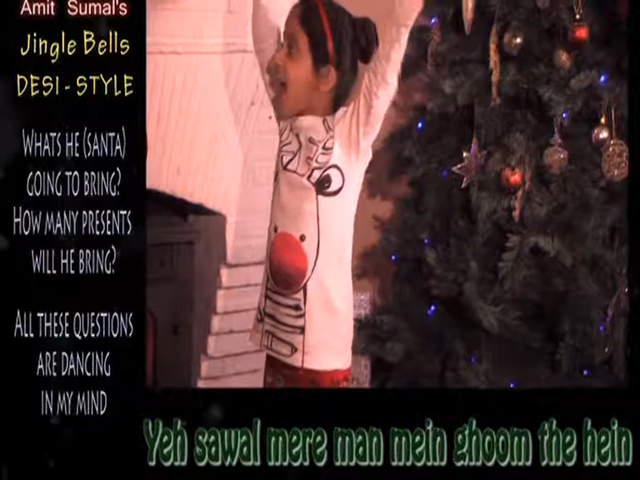 Amit Sumal's
Jingle Bells
DESI - STYLE
WHATS HE (SANTA)
GOING TO BRING?
HOW MANY PRESENTS
WILL HE BRING?
ALL THESE QUESTIONS
ARE DANCING
IN MY MIND
Yeh sawal mere man mein ghoom the hein